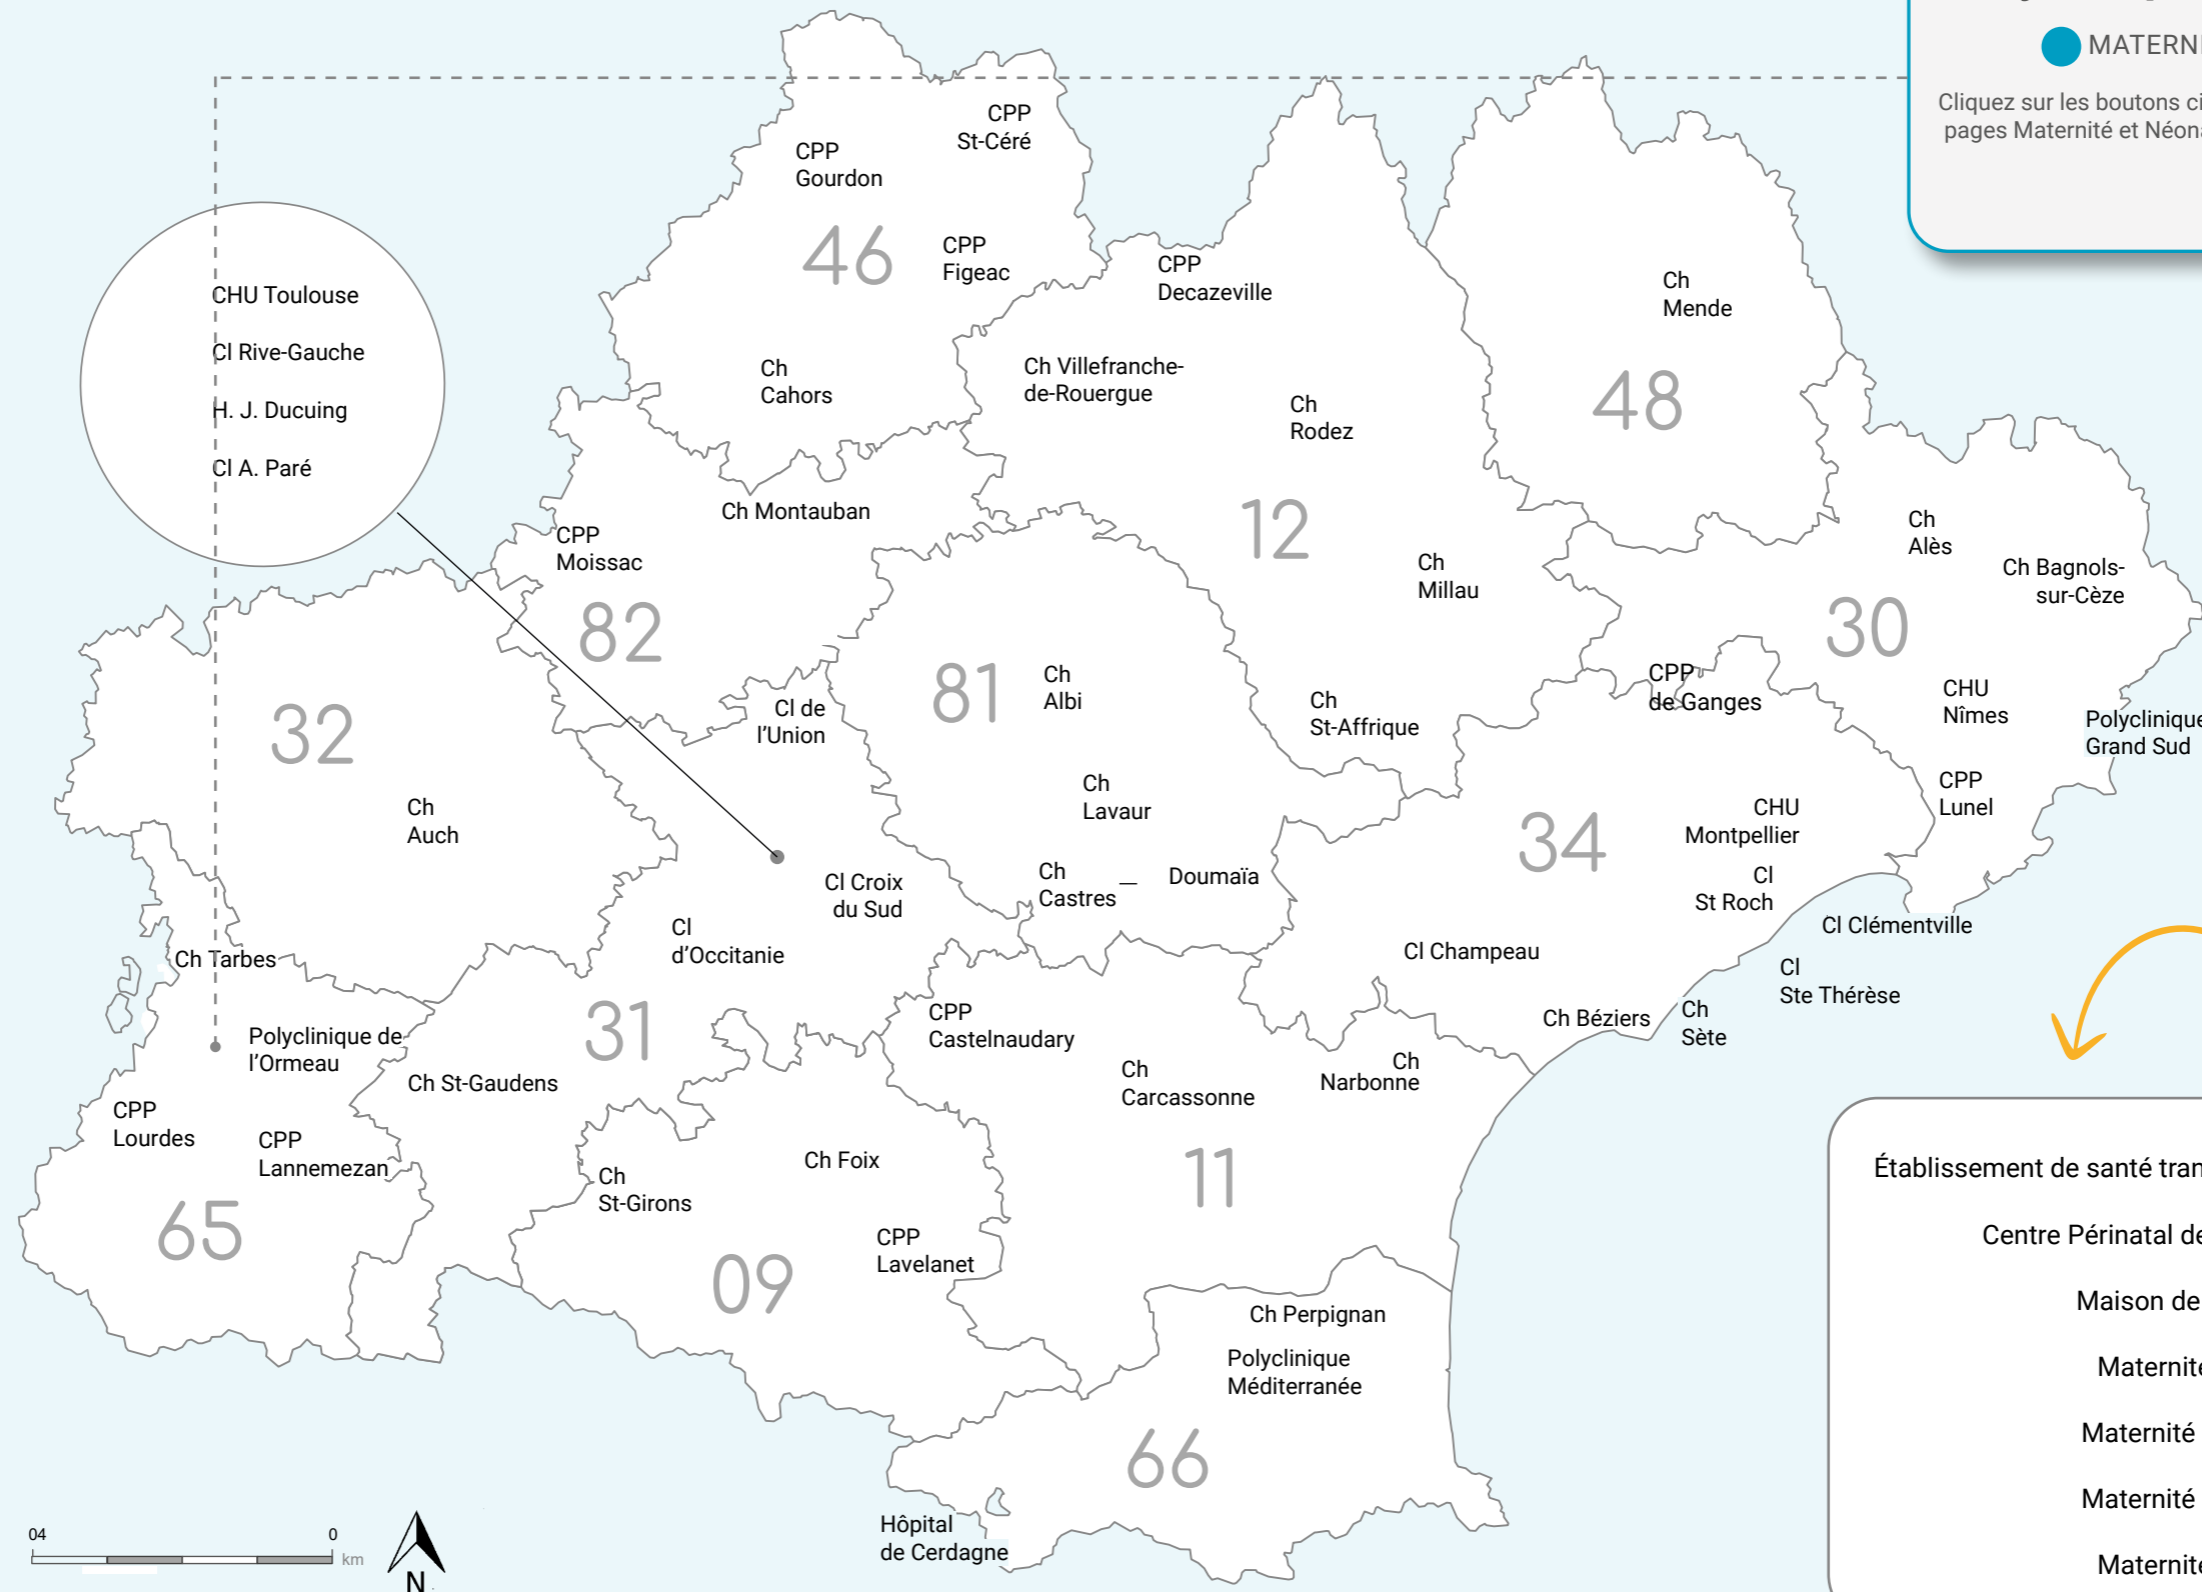 MATERNI
Cliquez sur les boutons ci
pages Maternité et Néona
CPP
St-Céré
CPP
Gourdon
46
CPP
Figeac
CPP
Decazeville
Ch
Mende
CHU Toulouse
Cl Rive-Gauche
H. J. Ducuing
Cl A. Paré
Ch
Cahors
Ch Villefranche-
de-Rouergue
Ch
Rodez
48
Ch Montauban
CPP
Moissac
12
Ch
Millau
Ch
Alès
Ch Bagnols-
sur-Cèze
82
30
81
Ch
Albi
Ch
St-Affrique
CPP
de Ganges
CHU
Nîmes
Polyclinique
Grand Sud
32
Cl de
l'Union
Ch
Auch
Ch
Lavaur
34
CHU
Montpellier
CPP
Lunel
Cl Croix
du Sud
Ch
Castres
Doumaïa
Cl
St Roch
Cl Clémentville
Cl
d'Occitanie
Cl Champeau
Ch Tarbes
Cl
Ste Thérèse
31
CPP
Castelnaudary
Ch Béziers
Ch
Sète
Polyclinique de
l'Ormeau
Ch St-Gaudens
Ch
Carcassonne
Ch
Narbonne
CPP
Lourdes
CPP
Lannemezan
Ch
St-Girons
Ch Foix
11
65
09
CPP
Lavelanet
Ch Perpignan
Polyclinique
Méditerranée
66
Hôpital
de Cerdagne
Établissement de santé tran
Centre Périnatal de
Maison de
Maternité
Maternité
Maternité
Maternité
04 0
km
N